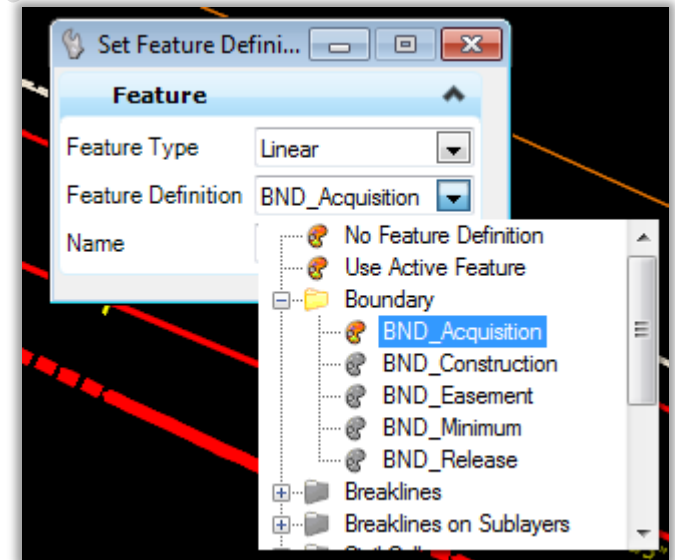 Set Feature Defini...
Feature
Feature Type Linear
Feature Definition BND_Acquisition
Name
No Feature Definition
Use Active Feature
Boundary
BND_Acquisition
BND_Construction
BND_Easement
BND_Minimum
BND_Release
Breaklines
Breaklines on Sublayers